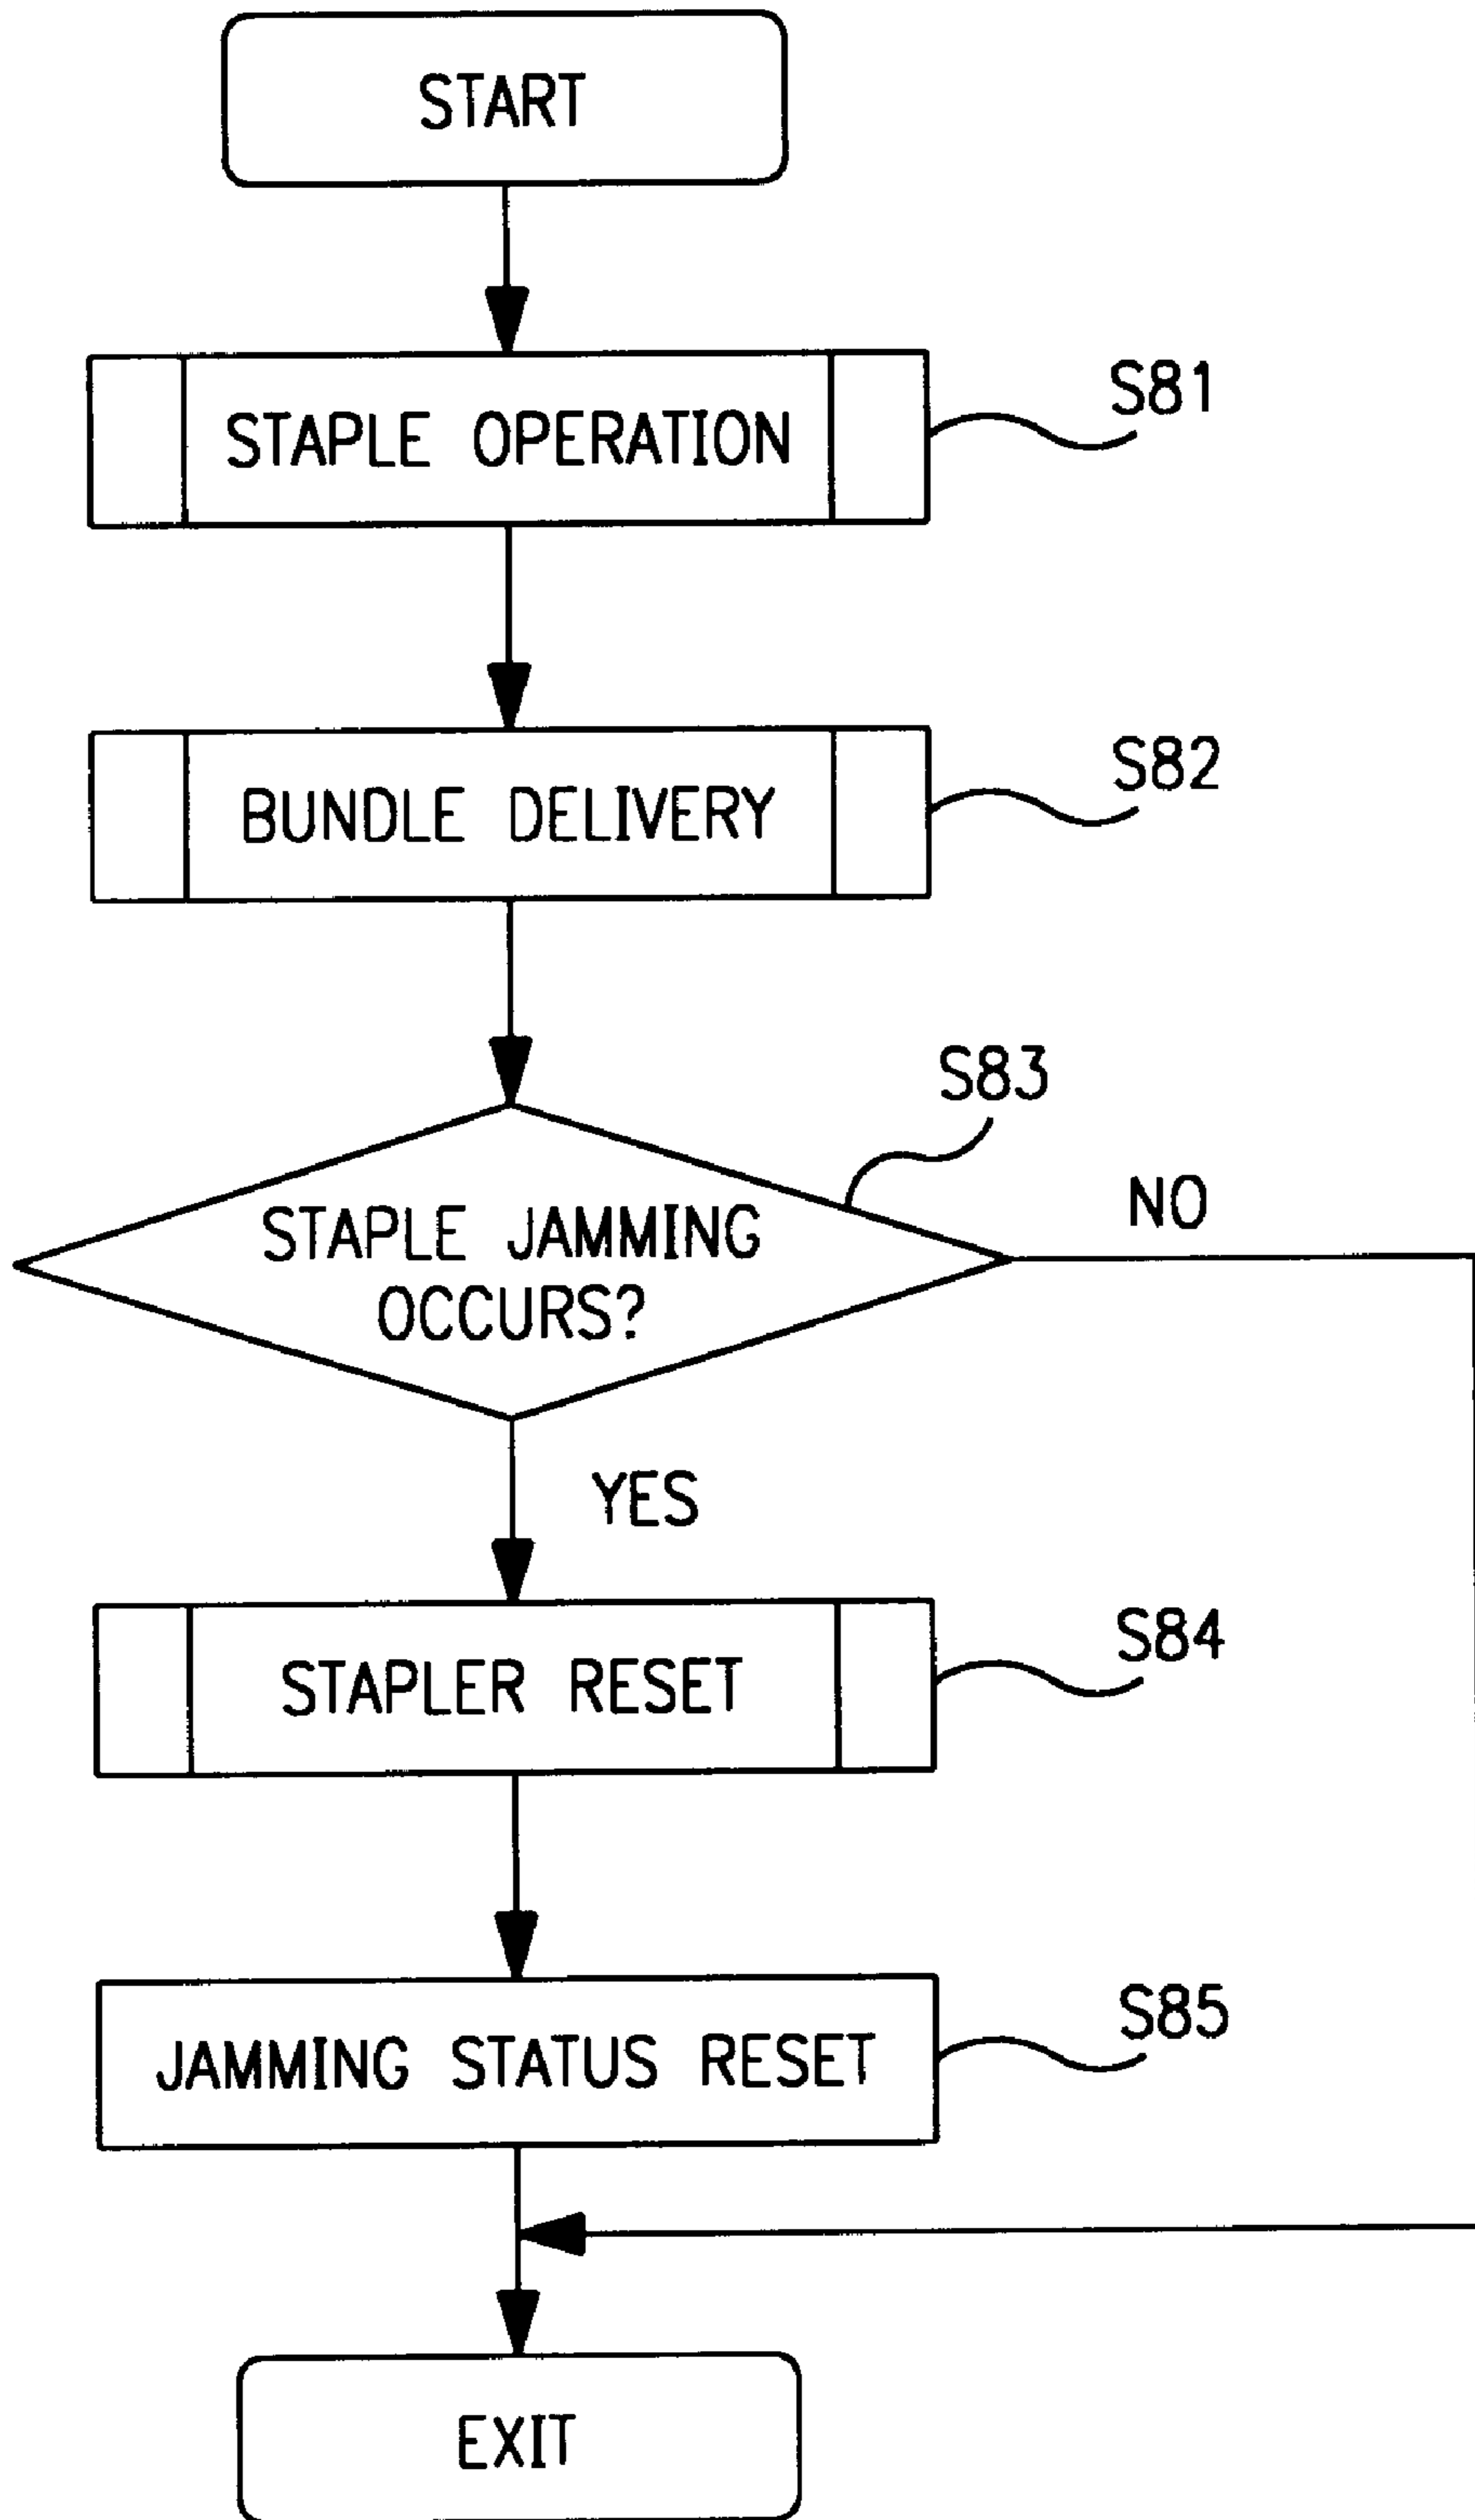 START
STAPLE OPERATION
S81
BUNDLE DELIVERY
S82
S83
STAPLE JAMMING
OCCURS?
NO
YES
STAPLER RESET
S84
JAMMING STATUS RESET
S85
EXIT